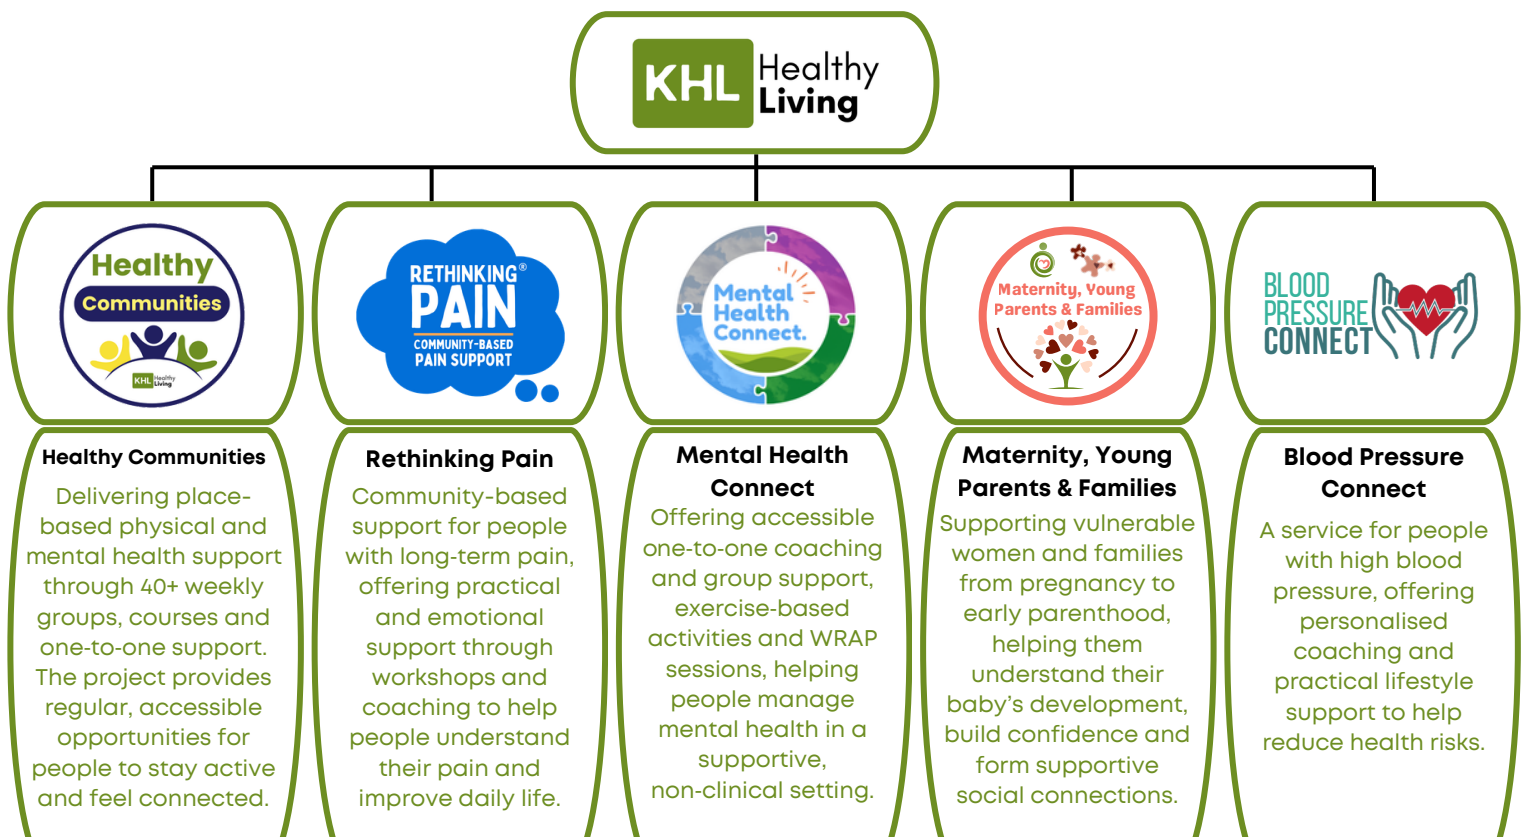 KHL Healthy
Living
Healthy
Communities
KHL Healthy
Living
RETHINKING®
PAIN
COMMUNITY-BASED
PAIN SUPPORT
Mental
Health
Connect.
Maternity, Young
Parents & Families
BLOOD
PRESSURE
CONNECT
Healthy Communities
Delivering place-
based physical and
mental health support
through 40+ weekly
groups, courses and
one-to-one support.
The project provides
regular, accessible
opportunities for
people to stay active
and feel connected.
Rethinking Pain
Community-based
support for people
with long-term pain,
offering practical
and emotional
support through
workshops and
coaching to help
people understand
their pain and
improve daily life.
Mental Health
Connect
Offering accessible
one-to-one coaching
and group support,
exercise-based
activities and WRAP
sessions, helping
people manage
mental health in a
supportive,
non-clinical setting.
Maternity, Young
Parents & Families
Supporting vulnerable
women and families
from pregnancy to
early parenthood,
helping them
understand their
baby's development,
build confidence and
form supportive
social connections.
Blood Pressure
Connect
A service for people
with high blood
pressure, offering
personalised
coaching and
practical lifestyle
support to help
reduce health risks.